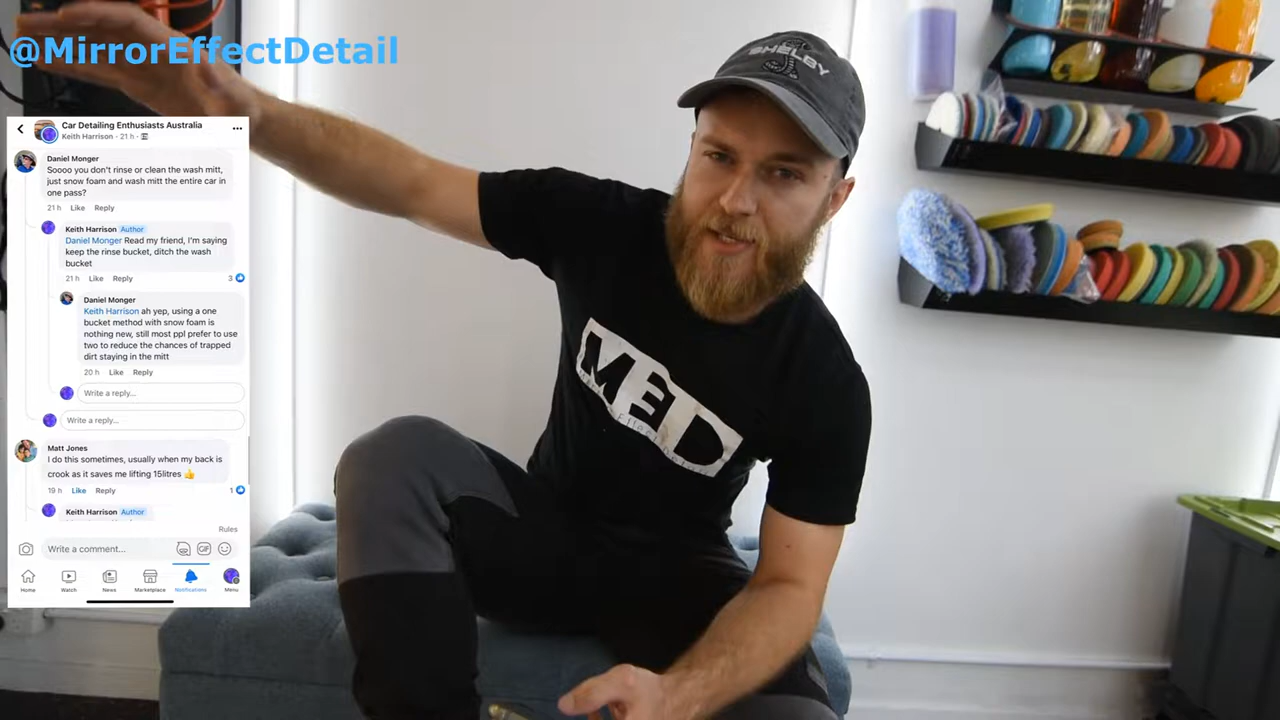 @MirrorEffectDetail
Car Detailing Enthusiasts Australia
Keith Harrison · 21 h ·
Daniel Monger
Soooo you don't rinse or clean the wash mitt,
just snow foam and wash mitt the entire car in
one pass?
21 h Like Reply
Keith Harrison Author
Daniel Monger Read my friend, I'm saying
keep the rinse bucket, ditch the wash
bucket
21 h Like Reply 3
Daniel Monger
Keith Harrison ah yep, using a one
bucket method with snow foam is
nothing new, still most ppl prefer to use
two to reduce the chances of trapped
dirt staying in the mitt
20 h Like Reply
Write a reply...
Write a reply...
Matt Jones
I do this sometimes, usually when my back is
crook as it saves me lifting 15litres 👍
19 h Like Reply 1
Keith Harrison Author
Rules
Write a comment... GIF
Home Watch News Marketplace Notifications Menu
SHELBY
MED